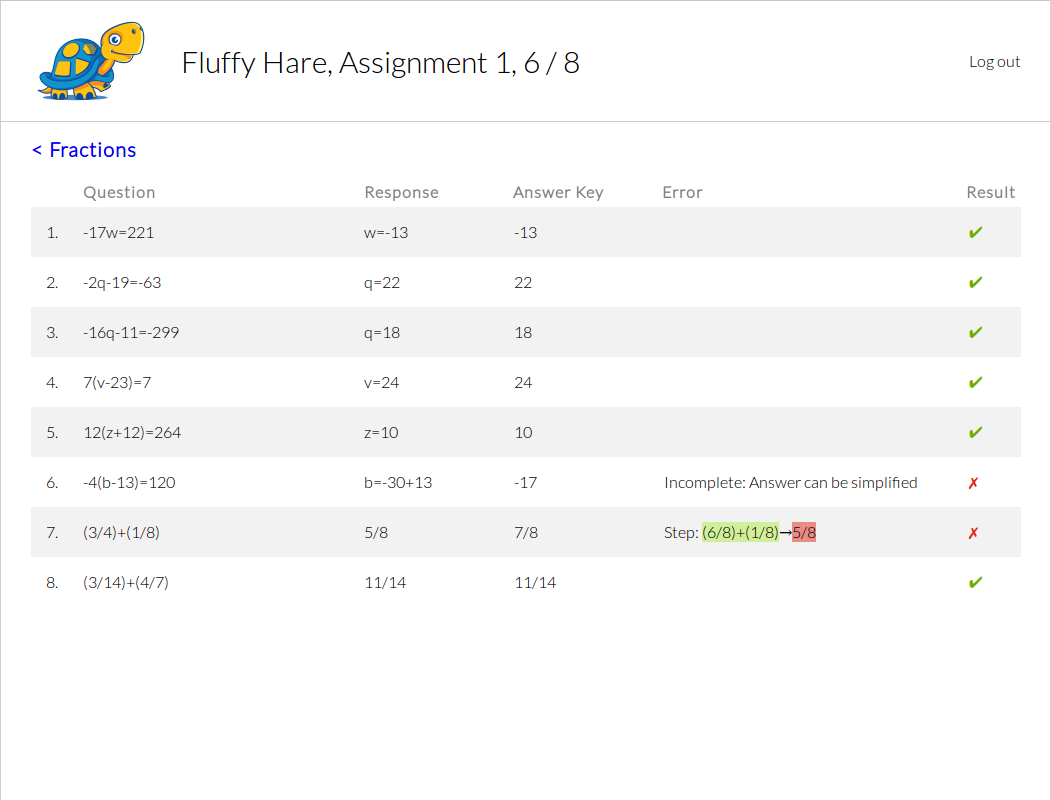 Fluffy Hare, Assignment 1, 6 / 8
Log out
< Fractions
Question Response Answer Key Error Result
1. -17w=221 w=-13 -13 ✔
2. -2q-19=-63 q=22 22 ✔
3. -16q-11=-299 q=18 18 ✔
4. 7(v-23)=7 v=24 24 ✔
5. 12(z+12)=264 z=10 10 ✔
6. -4(b-13)=120 b=-30+13 -17 Incomplete: Answer can be simplified ✗
7. (3/4)+(1/8) 5/8 7/8 Step: (6/8)+(1/8)→5/8 ✗
8. (3/14)+(4/7) 11/14 11/14 ✔